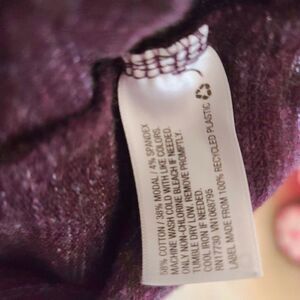 58% COTTON / 38% MODAL / 4% SPANDEX
MACHINE WASH COLD WITH LIKE COLORS.
ONLY NON-CHLORINE BLEACH IF NEEDED.
TUMBLE DRY LOW. REMOVE PROMPTLY.
COOL IRON IF NEEDED.
RN17730 VN1068795
LABEL MADE FROM 100% RECYCLED PLASTIC